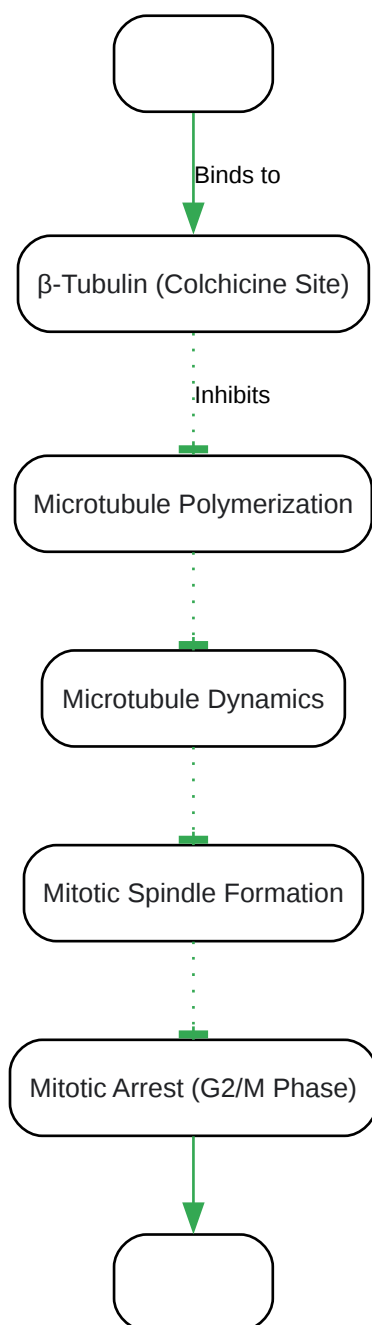 Binds to
β-Tubulin (Colchicine Site)
Inhibits
Microtubule Polymerization
Microtubule Dynamics
Mitotic Spindle Formation
Mitotic Arrest (G2/M Phase)